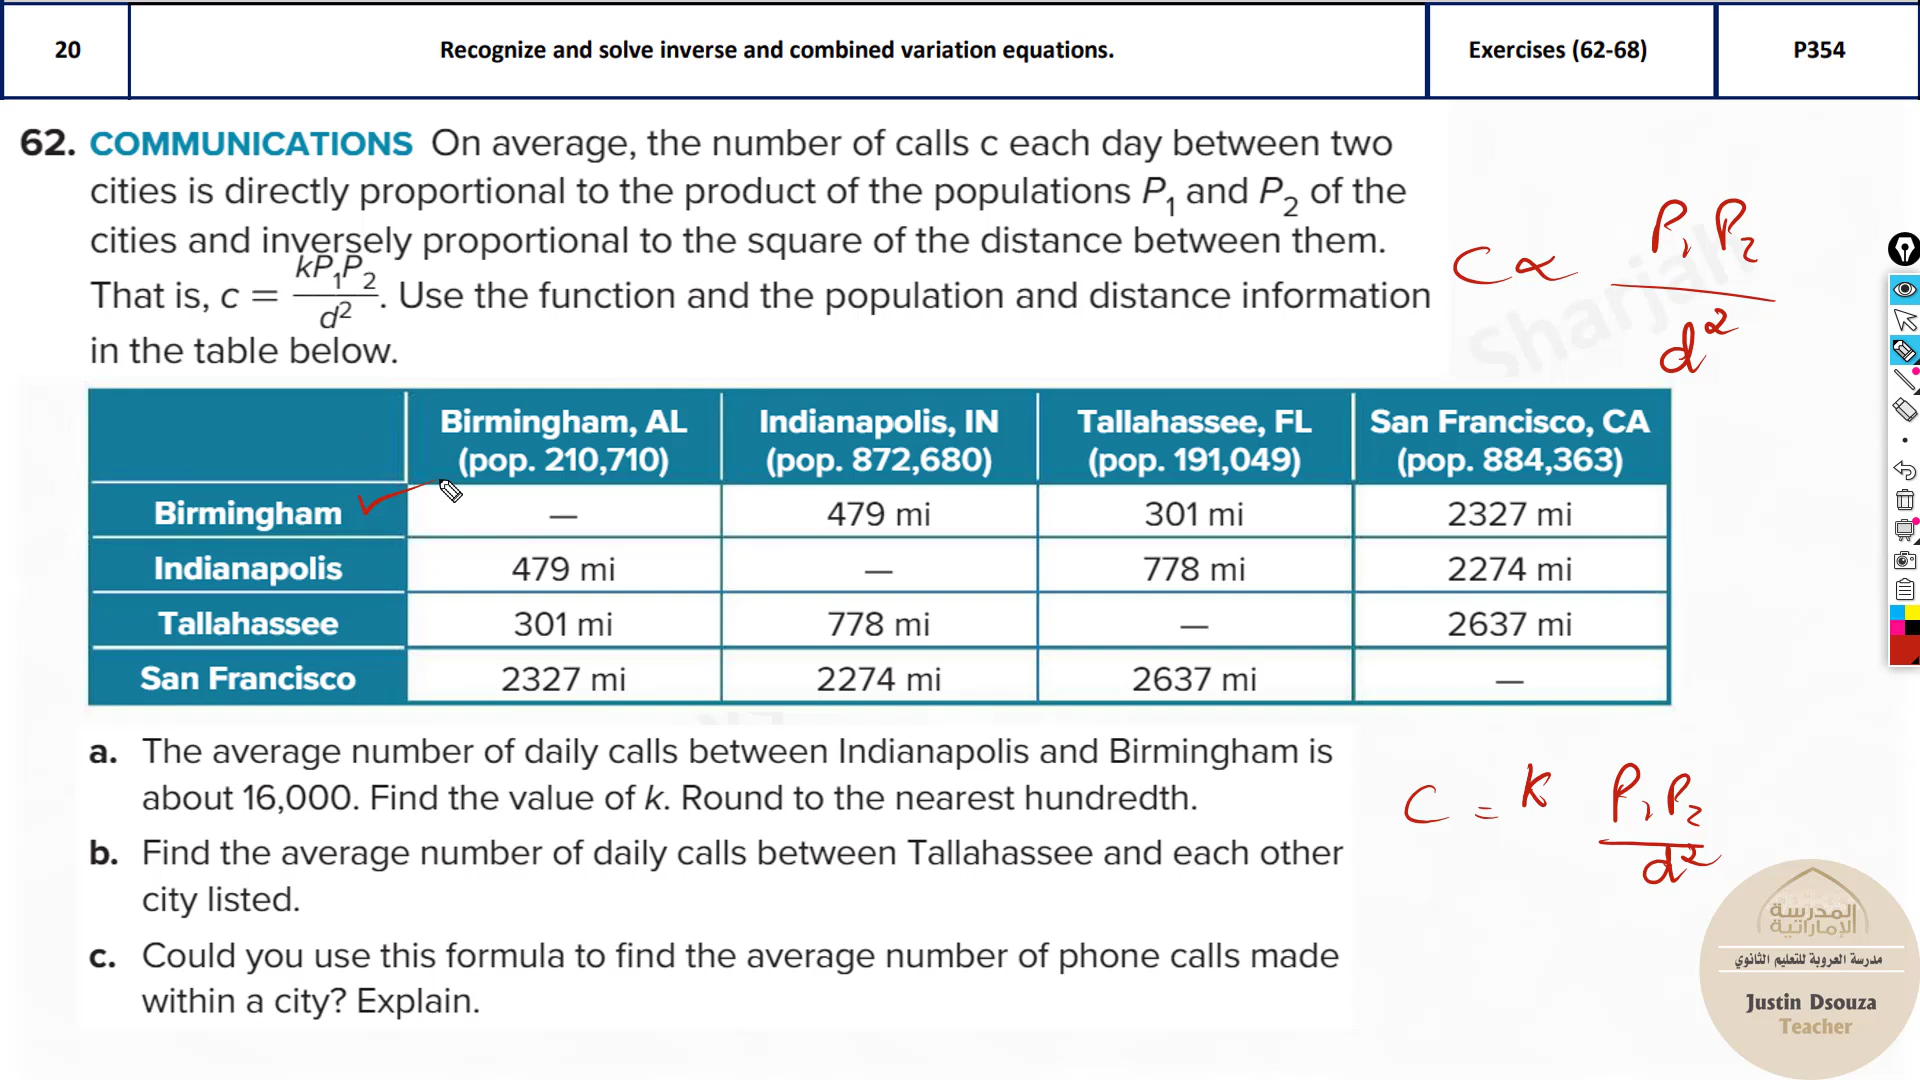 20 Recognize and solve inverse and combined variation equations. Exercises (62-68) P354
62. COMMUNICATIONS On average, the number of calls c each day between two
cities is directly proportional to the product of the populations P₁ and P₂ of the
cities and inversely proportional to the square of the distance between them.
That is, c = kP₁P₂/d². Use the function and the population and distance information
in the table below.
C ∝ P₁P₂/d²
Sharjah
Birmingham, AL (pop. 210,710) Indianapolis, IN (pop. 872,680) Tallahassee, FL (pop. 191,049) San Francisco, CA (pop. 884,363)
Birmingham — 479 mi 301 mi 2327 mi
Indianapolis 479 mi — 778 mi 2274 mi
Tallahassee 301 mi 778 mi — 2637 mi
San Francisco 2327 mi 2274 mi 2637 mi —
a. The average number of daily calls between Indianapolis and Birmingham is
about 16,000. Find the value of k. Round to the nearest hundredth.
b. Find the average number of daily calls between Tallahassee and each other
city listed.
c. Could you use this formula to find the average number of phone calls made
within a city? Explain.
C = k P₁P₂/d²
المدرسة
الإماراتية
مدرسة العروبة للتعليم الثانوي
Justin Dsouza
Teacher